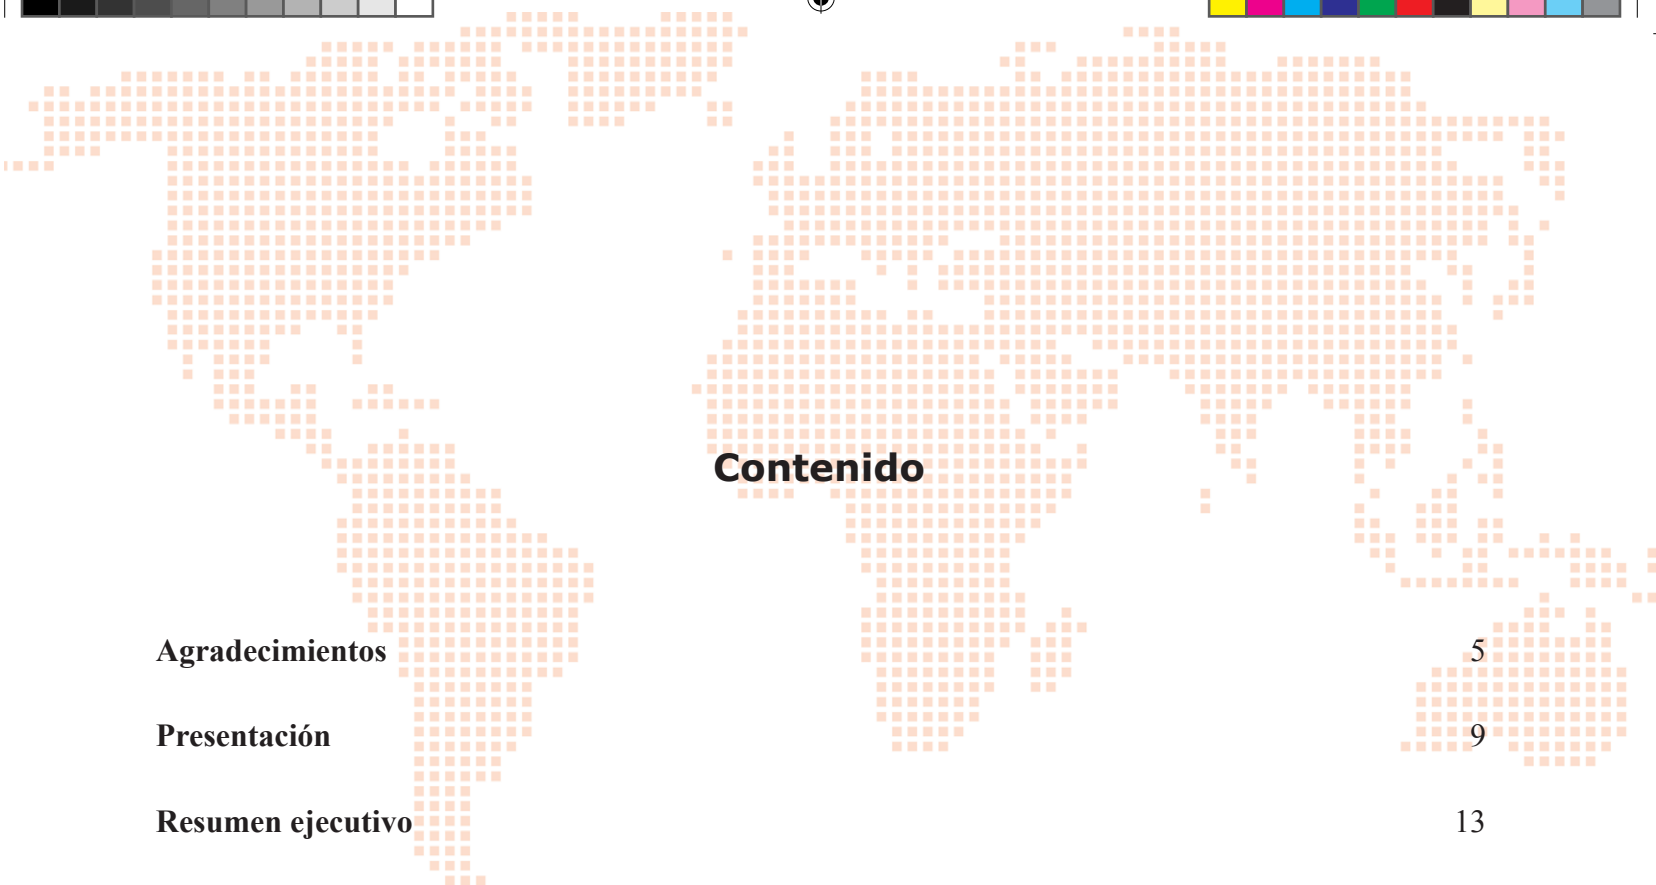 Contenido
Agradecimientos 5
Presentación 9
Resumen ejecutivo 13